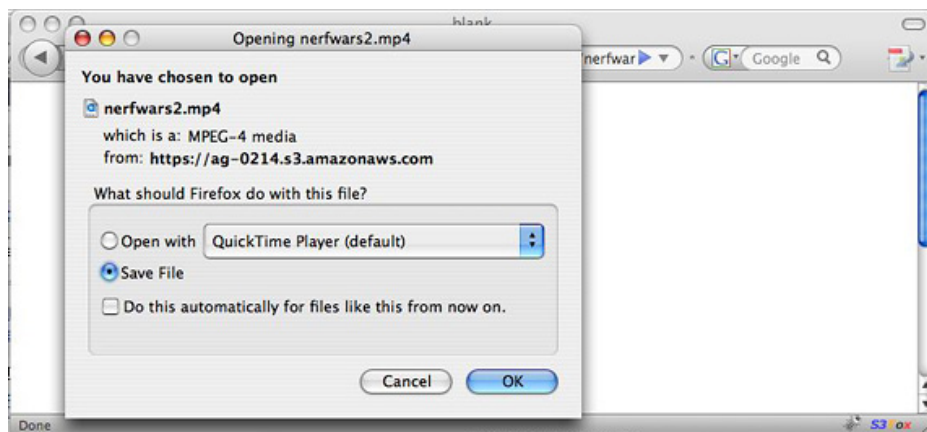 blank
Opening nerfwars2.mp4
nerfwar
Google
You have chosen to open
nerfwars2.mp4
which is a: MPEG-4 media
from: https://ag-0214.s3.amazonaws.com
What should Firefox do with this file?
Open with QuickTime Player (default)
Save File
Do this automatically for files like this from now on.
Cancel OK
Done